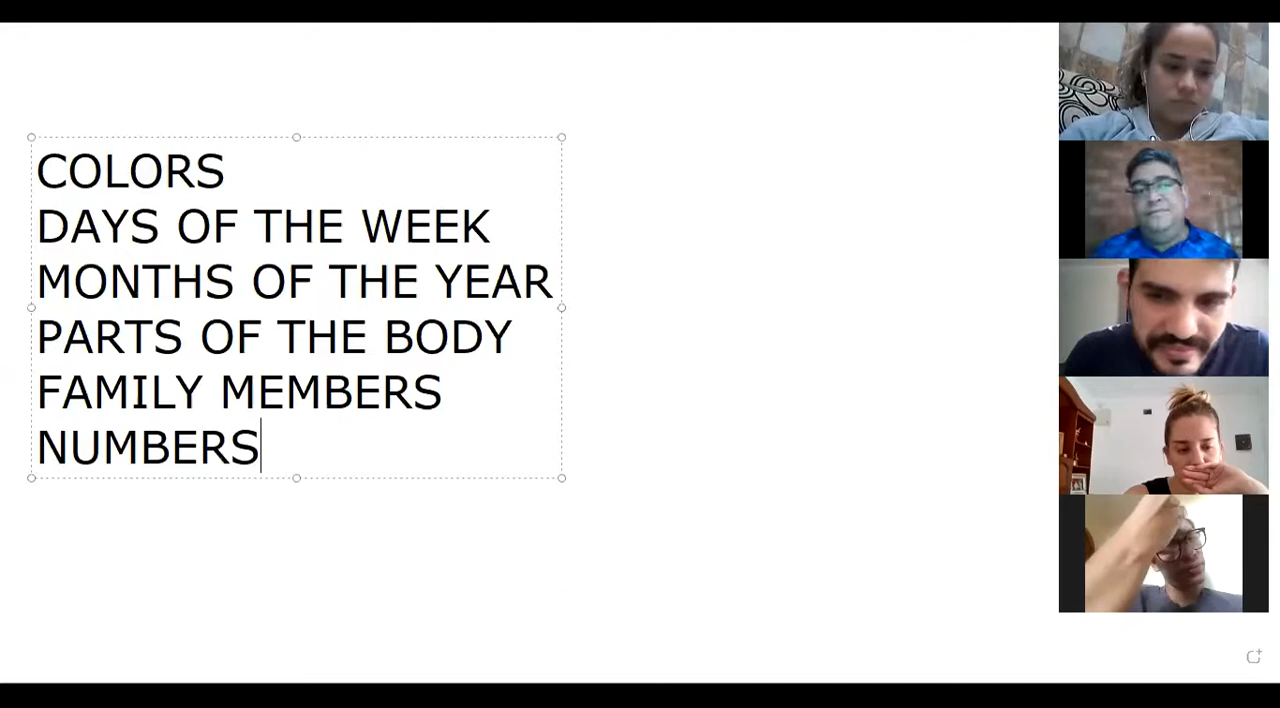 COLORS
DAYS OF THE WEEK
MONTHS OF THE YEAR
PARTS OF THE BODY
FAMILY MEMBERS
NUMBERS